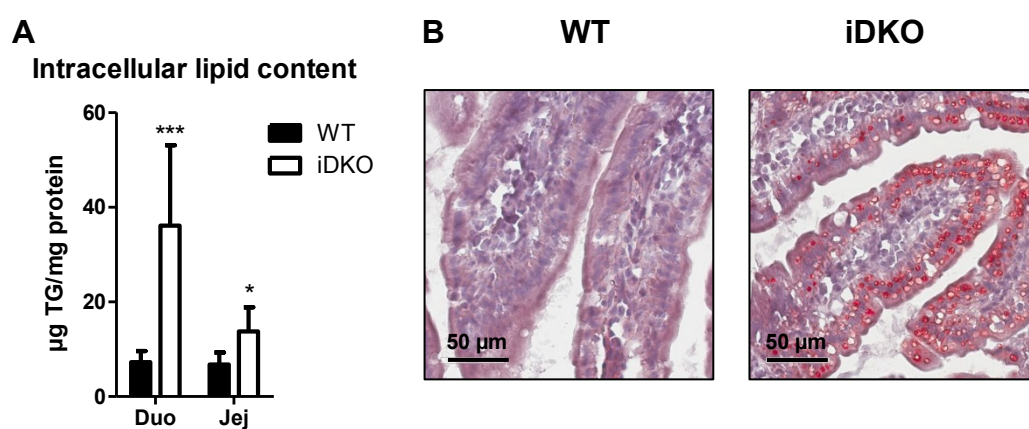 A
Intracellular lipid content
µg TG/mg protein
60
40
20
0
***
*
WT
iDKO
Duo
Jej
B
WT
iDKO
50 µm
50 µm